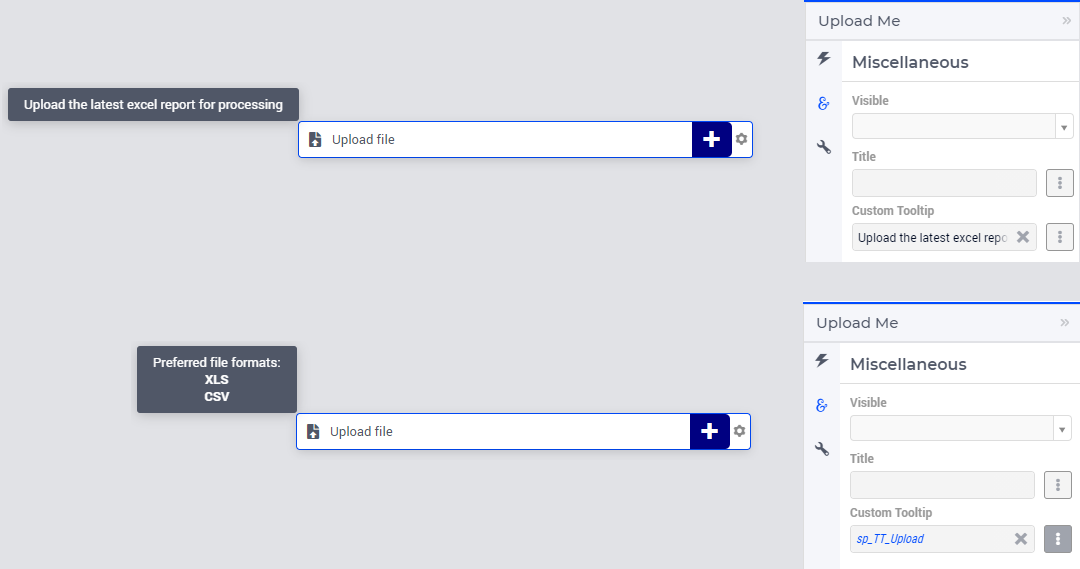 Upload Me
Miscellaneous
Visible
Title
Custom Tooltip
Upload the latest excel repo
Upload the latest excel report for processing
Upload file
Upload Me
Miscellaneous
Visible
Title
Custom Tooltip
sp_TT_Upload
Preferred file formats:
XLS
CSV
Upload file